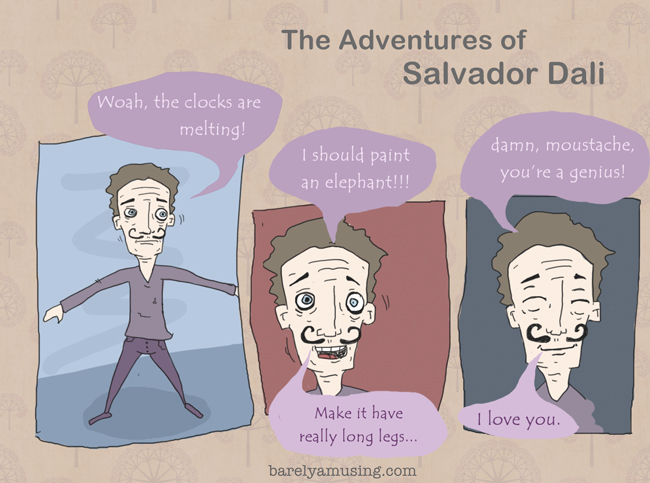 The Adventures of
Salvador Dali
Woah, the clocks are
melting!
I should paint
an elephant!!!
Make it have
really long legs...
damn, moustache,
you're a genius!
I love you.
barelyamusing.com